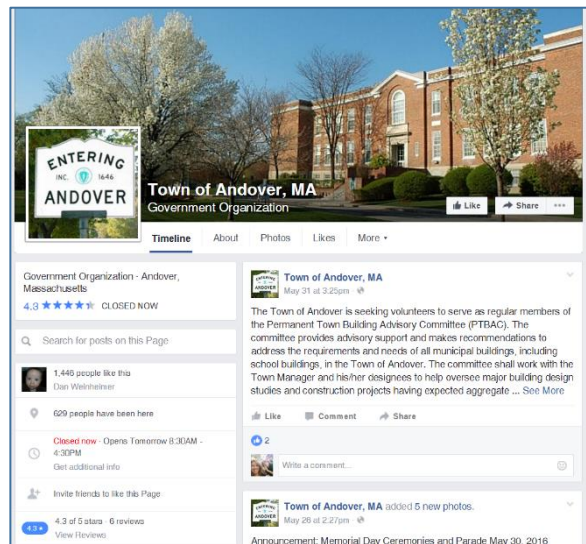 ENTERING
INC. 1646
ANDOVER
Town of Andover, MA
Government Organization
Like
Share
Timeline
About
Photos
Likes
More
Government Organization · Andover,
Massachusetts
4.3 ★★★★★ CLOSED NOW
Search for posts on this Page
1,446 people like this
Dan Weinheimer
629 people have been here
Closed now · Opens Tomorrow 8:30AM -
4:30PM
Get additional info
Invite friends to like this Page
4.3 ★
4.3 of 5 stars · 6 reviews
View Reviews
Town of Andover, MA
May 31 at 3:25pm ·
The Town of Andover is seeking volunteers to serve as regular members of
the Permanent Town Building Advisory Committee (PTBAC). The
committee provides advisory support and makes recommendations to
address the requirements and needs of all municipal buildings, including
school buildings, in the Town of Andover. The committee shall work with the
Town Manager and his/her designees to help oversee major building design
studies and construction projects having expected aggregate ... See More
Like
Comment
Share
2
Write a comment...
Town of Andover, MA added 5 new photos.
May 26 at 2:27pm ·
Announcement: Memorial Day Ceremonies and Parade May 30, 2016